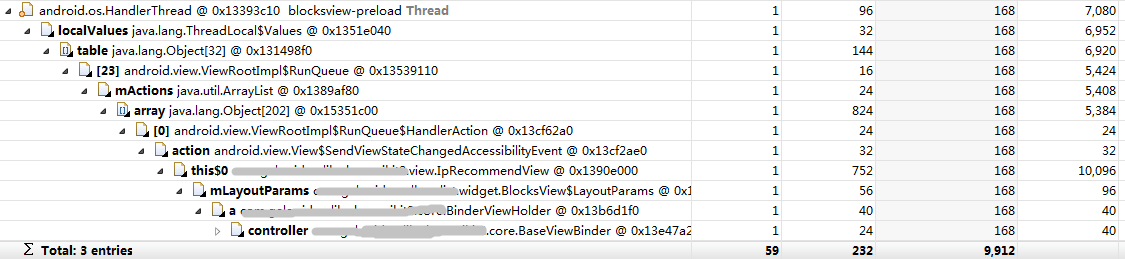 android.os.HandlerThread @ 0x13393c10 blocksview-preload Thread 1 96 168 7,080
localValues java.lang.ThreadLocal$Values @ 0x1351e040 1 32 168 6,952
table java.lang.Object[32] @ 0x131498f0 1 144 168 6,920
[23] android.view.ViewRootImpl$RunQueue @ 0x13539110 1 16 168 5,424
mActions java.util.ArrayList @ 0x1389af80 1 24 168 5,408
array java.lang.Object[202] @ 0x15351c00 1 824 168 5,384
[0] android.view.ViewRootImpl$RunQueue$HandlerAction @ 0x13cf62a0 1 24 168 24
action android.view.View$SendViewStateChangedAccessibilityEvent @ 0x13cf2ae0 1 32 168 32
this$0 view.IpRecommendView @ 0x1390e000 1 752 168 10,096
mLayoutParams .widget.BlocksView$LayoutParams @ 0x1 1 56 168 96
a BinderViewHolder @ 0x13b6d1f0 1 40 168 40
controller .core.BaseViewBinder @ 0x13e47a2 1 24 168 40
Σ Total: 3 entries 59 232 9,912